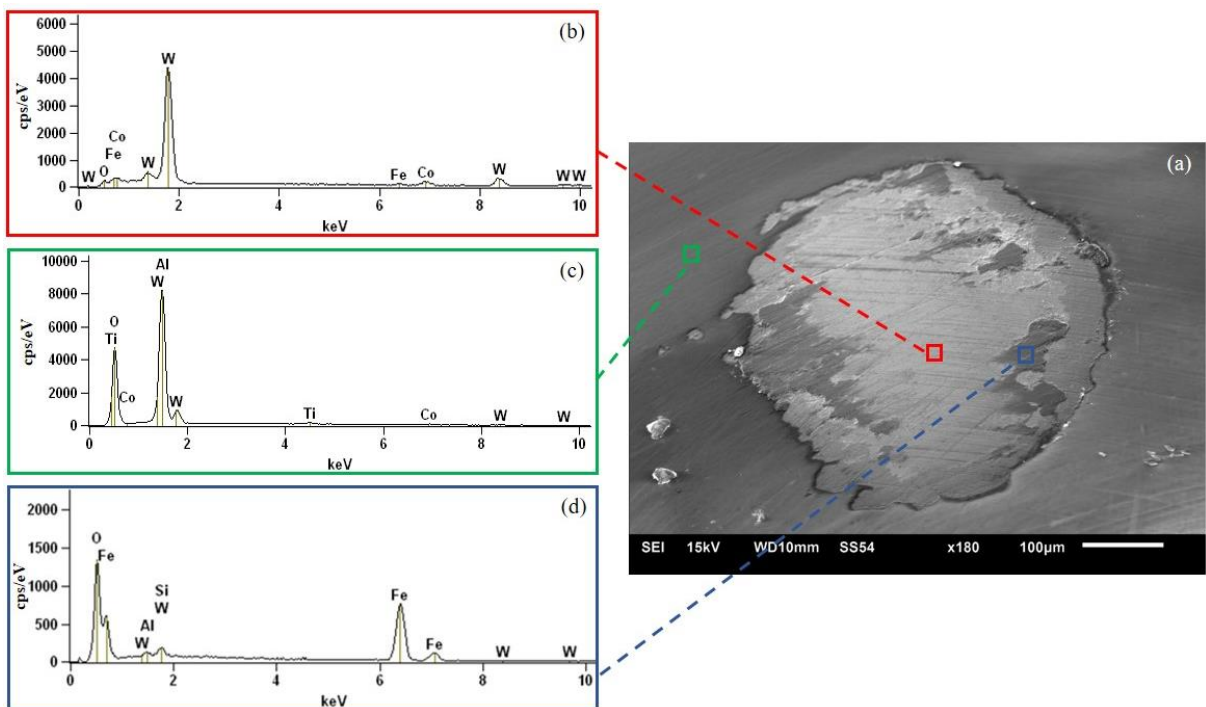 (b)
6000
5000
4000
3000
2000
1000
0
cps/eV
W
Co
Fe
W O
W
Fe Co
W
W W
0 2 4 6 8 10
keV
(c)
10000
8000
6000
4000
2000
0
cps/eV
Al
W
O
Ti
Co
W
Ti
Co
W
W
0 2 4 6 8 10
keV
(d)
2000
1500
1000
500
0
cps/eV
O
Fe
Si
W
Al
W
Fe
Fe
W
W
0 2 4 6 8 10
keV
(a)
SEI 15kV WD10mm SS54 x180 100µm